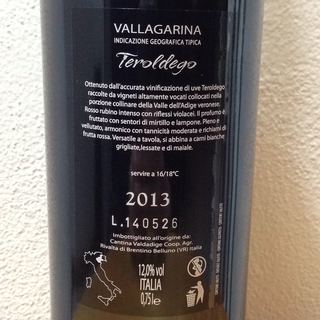 VALLAGARINA
INDICAZIONE GEOGRAFICA TIPICA
Teroldego
Ottenuto dall'accurata vinificazione di uve Teroldego
raccolte da vigneti altamente vocati collocati nella
porzione collinare della Valle dell'Adige veronese.
Rosso rubino intenso con riflessi violacei. Il profumo è
fruttato con sentori di mirtillo e lampone. Pieno e
vellutato, armonico con tannicità moderata e richiami di
frutta rossa. Versatile a tavola, si abbina a carni bianche
grigliate,lessate e di maiale.
servire a 16/18°C
2013
L.140526
Imbottigliato all'origine da:
Cantina Valdadige Coop. Agr.
Rivalta di Brentino Belluno (VR) Italia
12,0% vol
ITALIA
0,75 l e